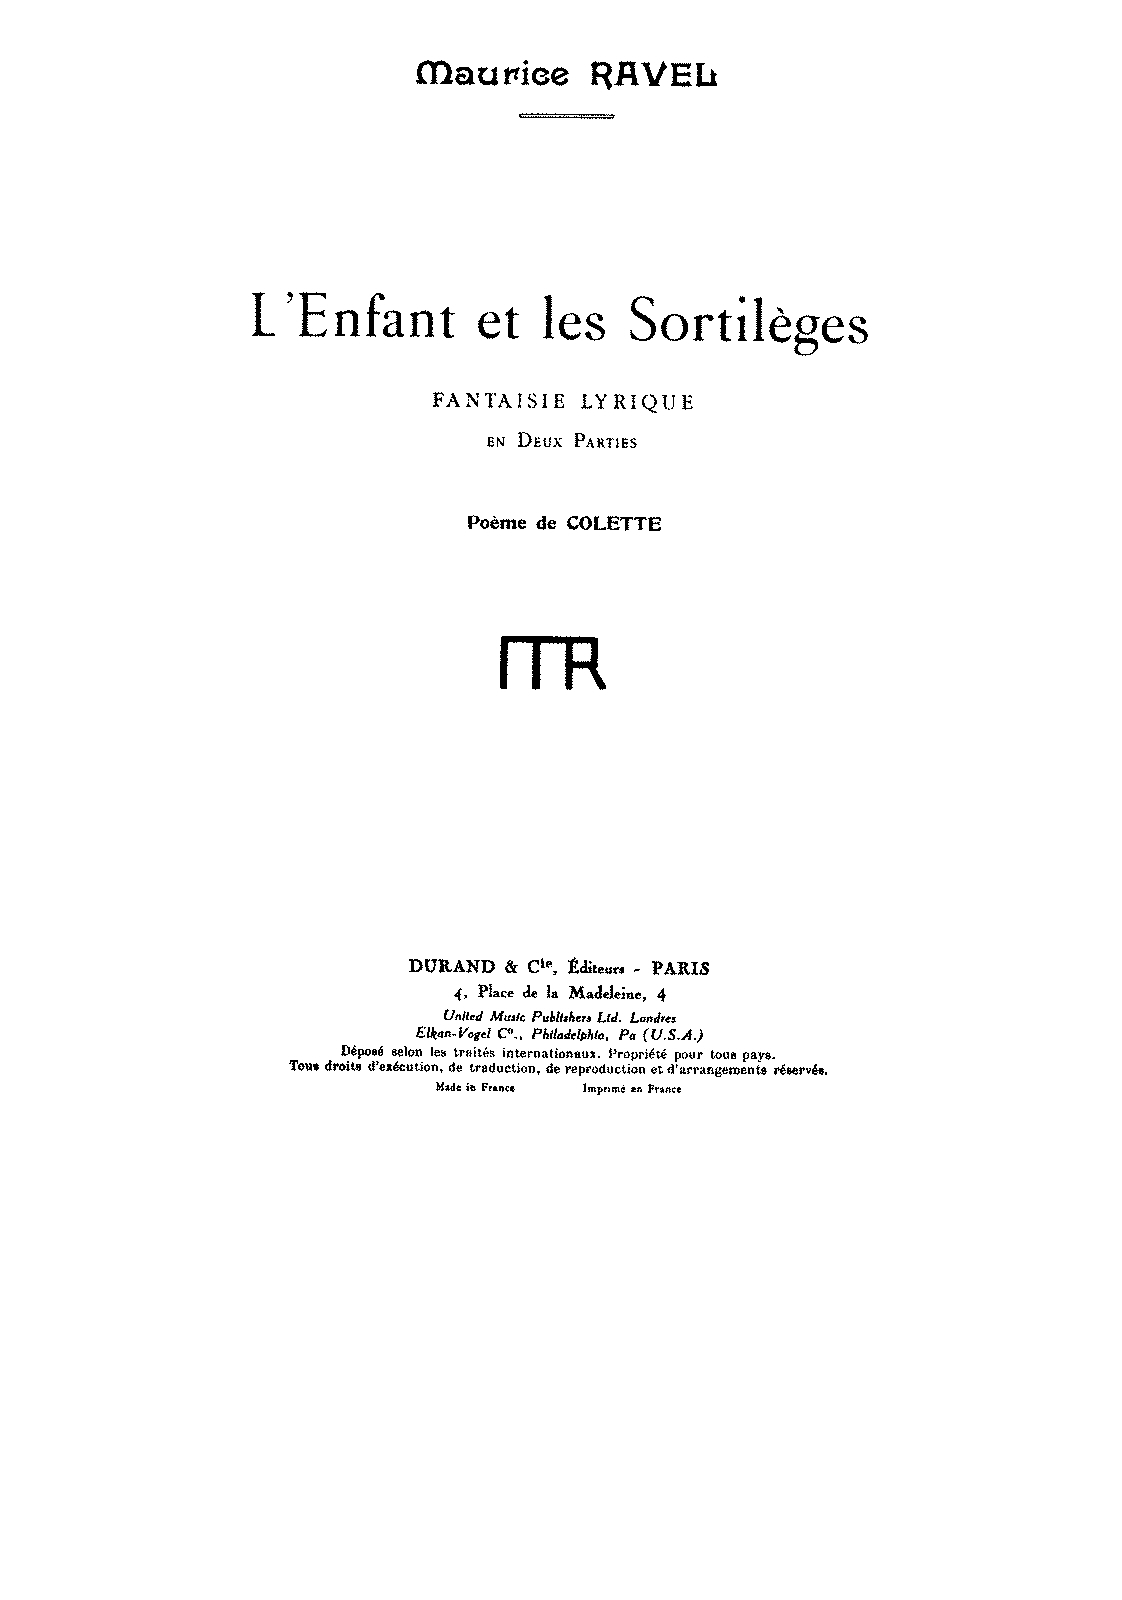 Maurice RAVEL
L'Enfant et les Sortilèges
FANTAISIE LYRIQUE
EN DEUX PARTIES
Poème de COLETTE
MR
DURAND & Cie, Éditeurs - PARIS
4, Place de la Madeleine, 4
United Music Publishers Ltd. Londres
Elkan-Vogel Co., Philadelphia, Pa (U.S.A.)
Déposé selon les traités internationaux. Propriété pour tous pays.
Tous droits d'exécution, de traduction, de reproduction et d'arrangements réservés.
Made in France Imprimé en France